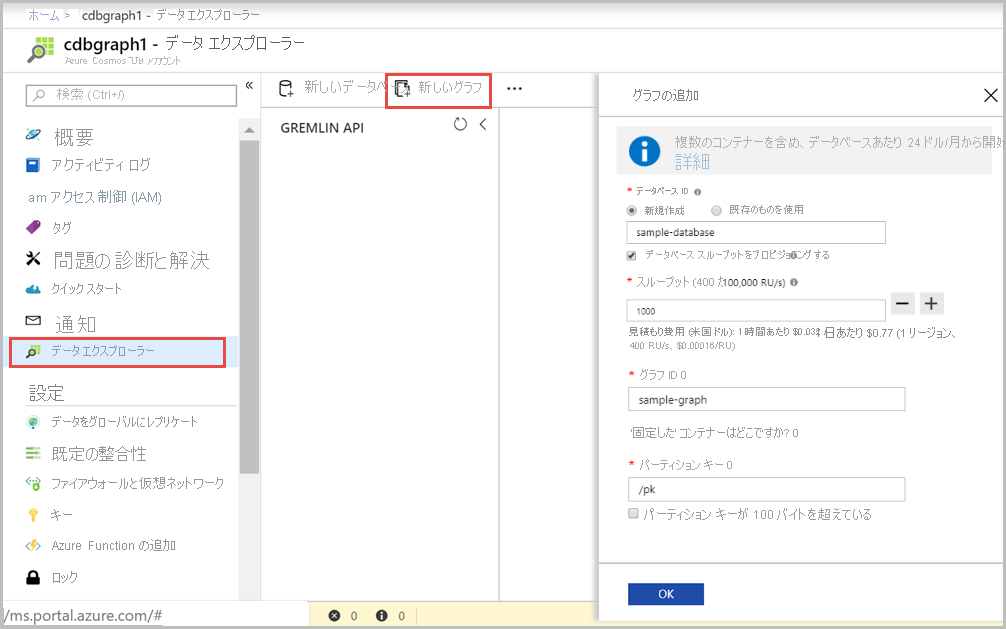 ホーム > cdbgraph1 - データ エクスプローラー
cdbgraph1 - データ エクスプローラー
Azure Cosmos アカウント
検索 (Ctrl+/)
概要
アクティビティ ログ
am アクセス制御 (IAM)
タグ
問題の診断と解決
クイック スタート
通知
データ エクスプローラー
設定
データをグローバルにレプリケート
既定の整合性
ファイアウォールと仮想ネットワーク
キー
Azure Function の追加
ロック
/ms.portal.azure.com/#
新しいデータベ 新しいグラフ ...
GREMLIN API
0 0
グラフの追加
複数のコンテナーを含め、データベースあたり 24 ドル/月から開始
詳細
* データベース ID
新規作成 既存のものを使用
sample-database
データベース スループットをプロビジョニングする
* スループット (400 100,000 RU/s)
1000
見積もり費用 (米国ドル): 1 時間あたり $0.03 日あたり $0.77 (1 リージョン、
400 RU/s、$0.00016/RU)
* グラフ ID 0
sample-graph
'固定した' コンテナーはどこですか? 0
* パーティション キー 0
/pk
パーティション キーが 100 バイトを超えている
OK